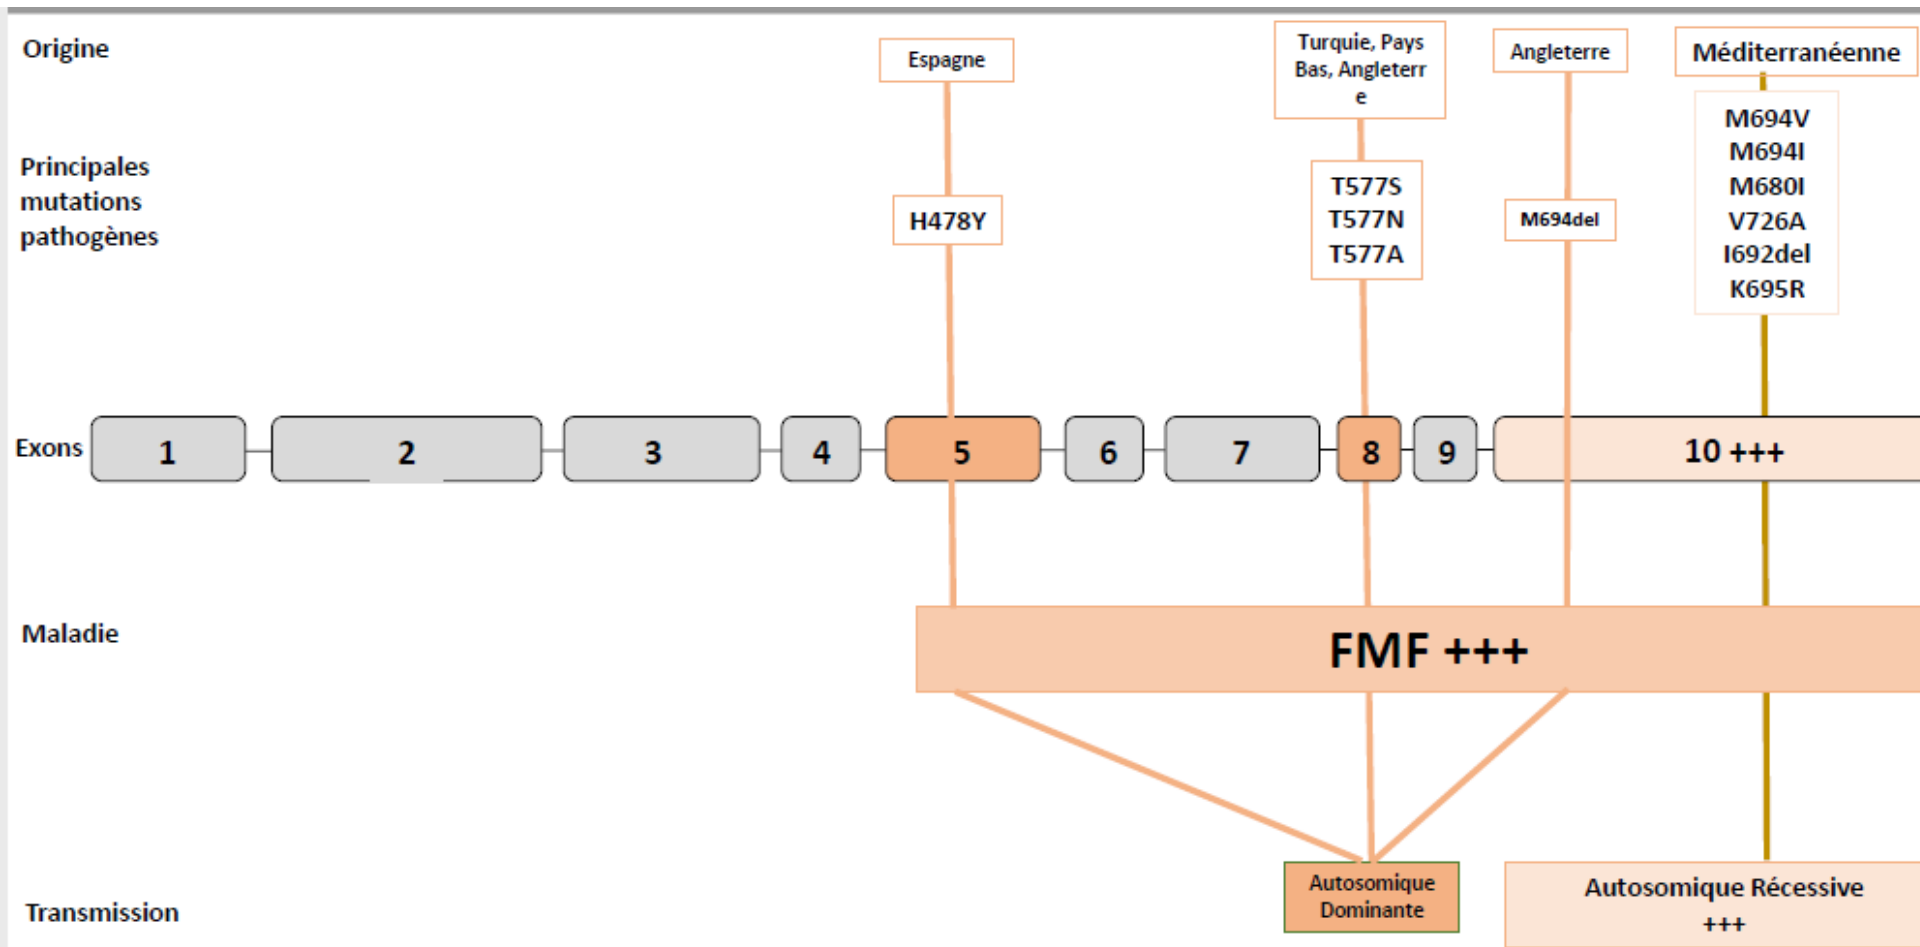 Origine
Espagne
Turquie, Pays
Bas, Angleterr
e
Angleterre
Méditerranéenne
Principales
mutations
pathogènes
H478Y
T577S
T577N
T577A
M694del
M694V
M694I
M680I
V726A
I692del
K695R
Exons
1
2
3
4
5
6
7
8
9
10 +++
Maladie
FMF +++
Transmission
Autosomique
Dominante
Autosomique Récessive
+++